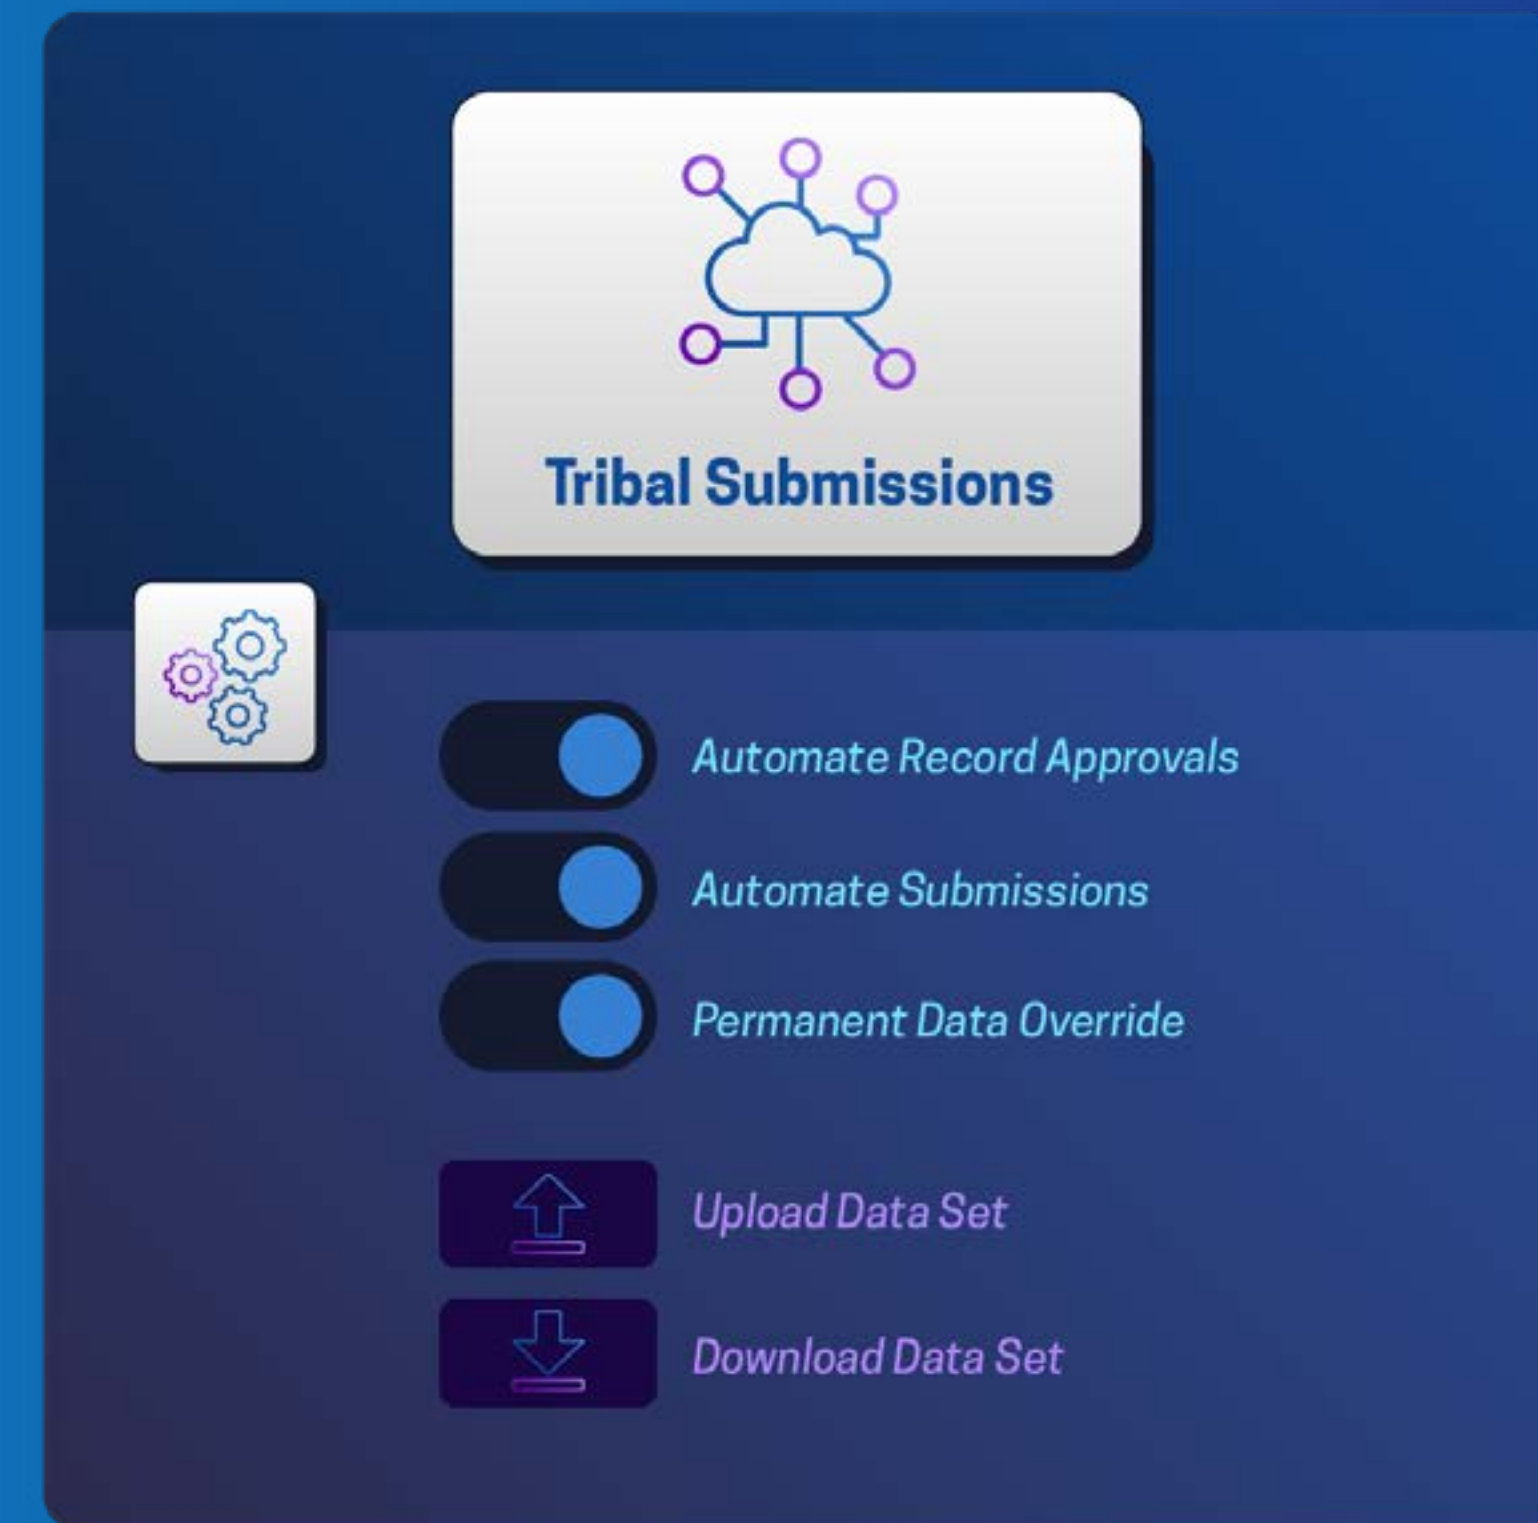 Tribal Submissions
Automate Record Approvals
Automate Submissions
Permanent Data Override
Upload Data Set
Download Data Set